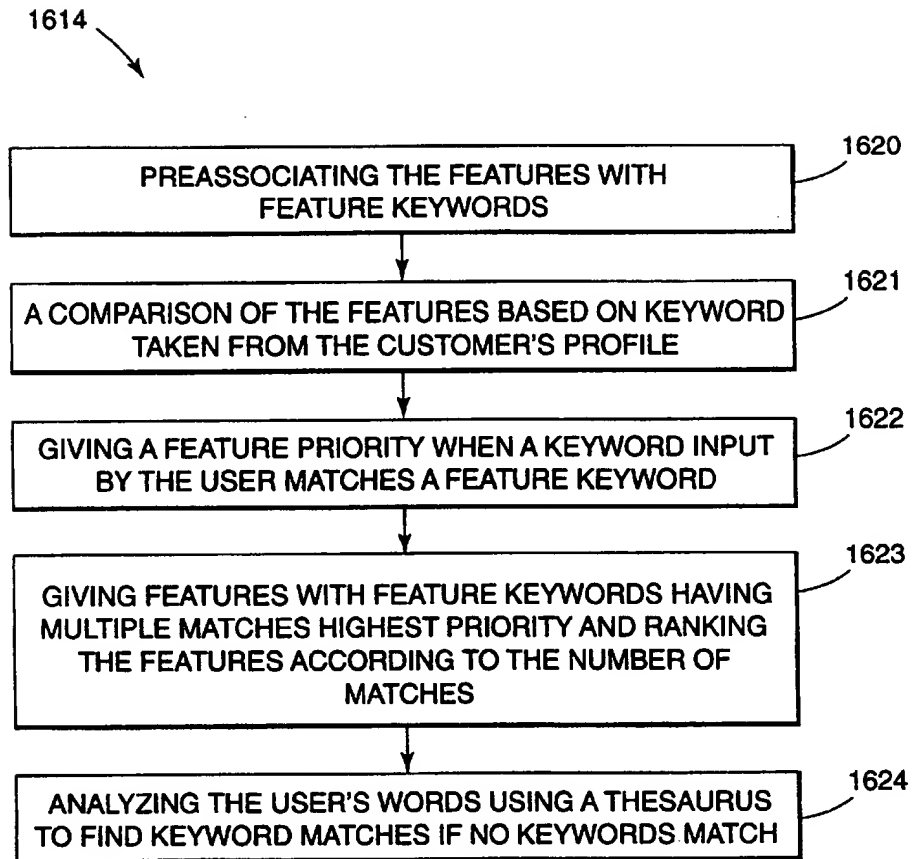 1614
1620
PREASSOCIATING THE FEATURES WITH
FEATURE KEYWORDS
1621
A COMPARISON OF THE FEATURES BASED ON KEYWORD
TAKEN FROM THE CUSTOMER'S PROFILE
1622
GIVING A FEATURE PRIORITY WHEN A KEYWORD INPUT
BY THE USER MATCHES A FEATURE KEYWORD
1623
GIVING FEATURES WITH FEATURE KEYWORDS HAVING
MULTIPLE MATCHES HIGHEST PRIORITY AND RANKING
THE FEATURES ACCORDING TO THE NUMBER OF
MATCHES
1624
ANALYZING THE USER'S WORDS USING A THESAURUS
TO FIND KEYWORD MATCHES IF NO KEYWORDS MATCH